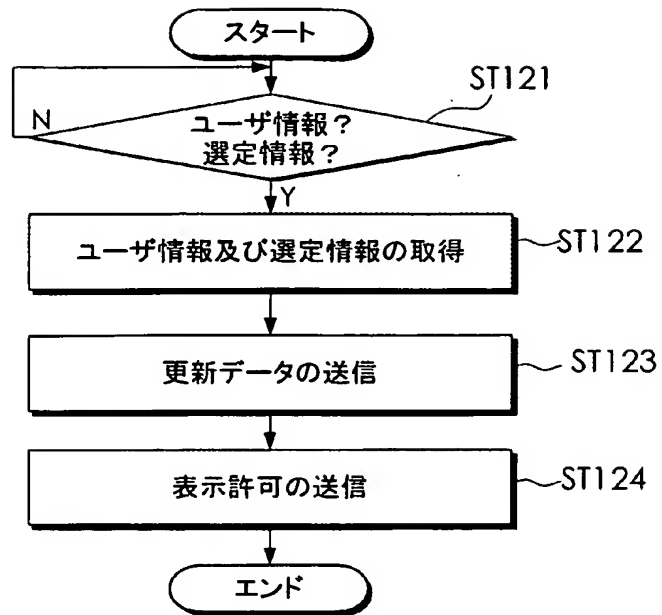 スタート
ST121
N
ユーザ情報？
選定情報？
Y
ユーザ情報及び選定情報の取得
ST122
更新データの送信
ST123
表示許可の送信
ST124
エンド